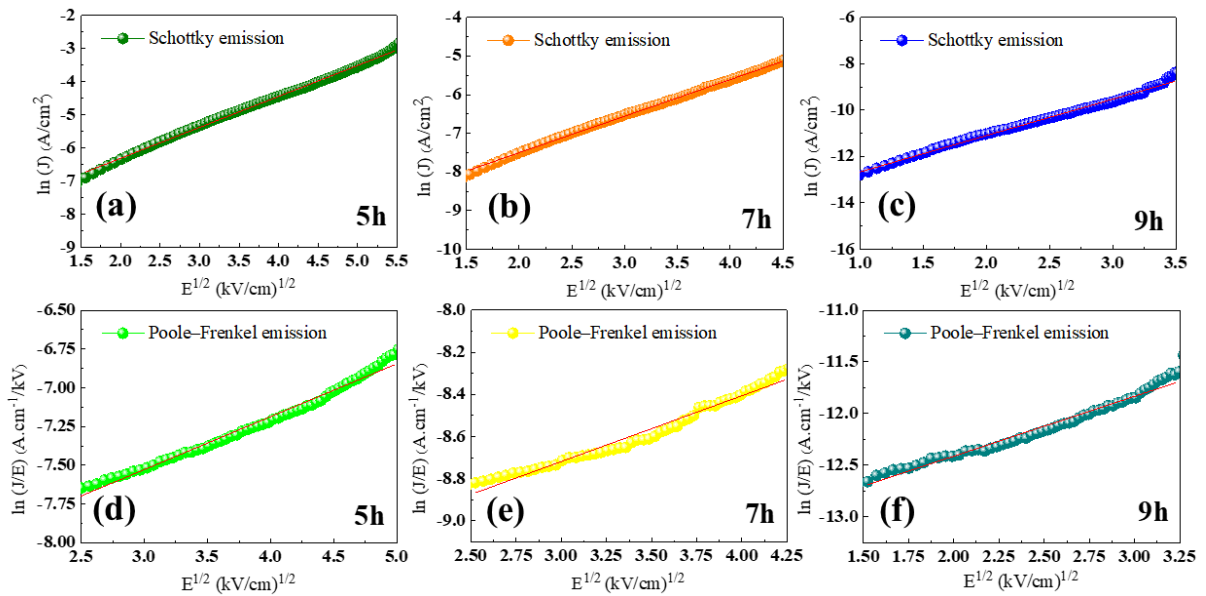 Schottky emission
ln (J) (A/cm²)
-2
-3
-4
-5
-6
-7
-8
-9
(a)
5h
1.5 2.0 2.5 3.0 3.5 4.0 4.5 5.0 5.5
E^1/2 (kV/cm)^1/2
Schottky emission
ln (J) (A/cm²)
-4
-5
-6
-7
-8
-9
-10
(b)
7h
1.5 2.0 2.5 3.0 3.5 4.0 4.5
E^1/2 (kV/cm)^1/2
Schottky emission
ln (J) (A/cm²)
-6
-8
-10
-12
-14
-16
(c)
9h
1.0 1.5 2.0 2.5 3.0 3.5
E^1/2 (kV/cm)^1/2
Poole–Frenkel emission
ln (J/E) (A.cm⁻¹/kV)
-6.50
-6.75
-7.00
-7.25
-7.50
-7.75
-8.00
(d)
5h
2.5 3.0 3.5 4.0 4.5 5.0
E^1/2 (kV/cm)^1/2
Poole–Frenkel emission
ln (J/E) (A.cm⁻¹/kV)
-8.0
-8.2
-8.4
-8.6
-8.8
-9.0
(e)
7h
2.50 2.75 3.00 3.25 3.50 3.75 4.00 4.25
E^1/2 (kV/cm)^1/2
Poole–Frenkel emission
ln (J/E) (A.cm⁻¹/kV)
-11.0
-11.5
-12.0
-12.5
-13.0
(f)
9h
1.50 1.75 2.00 2.25 2.50 2.75 3.00 3.25
E^1/2 (kV/cm)^1/2